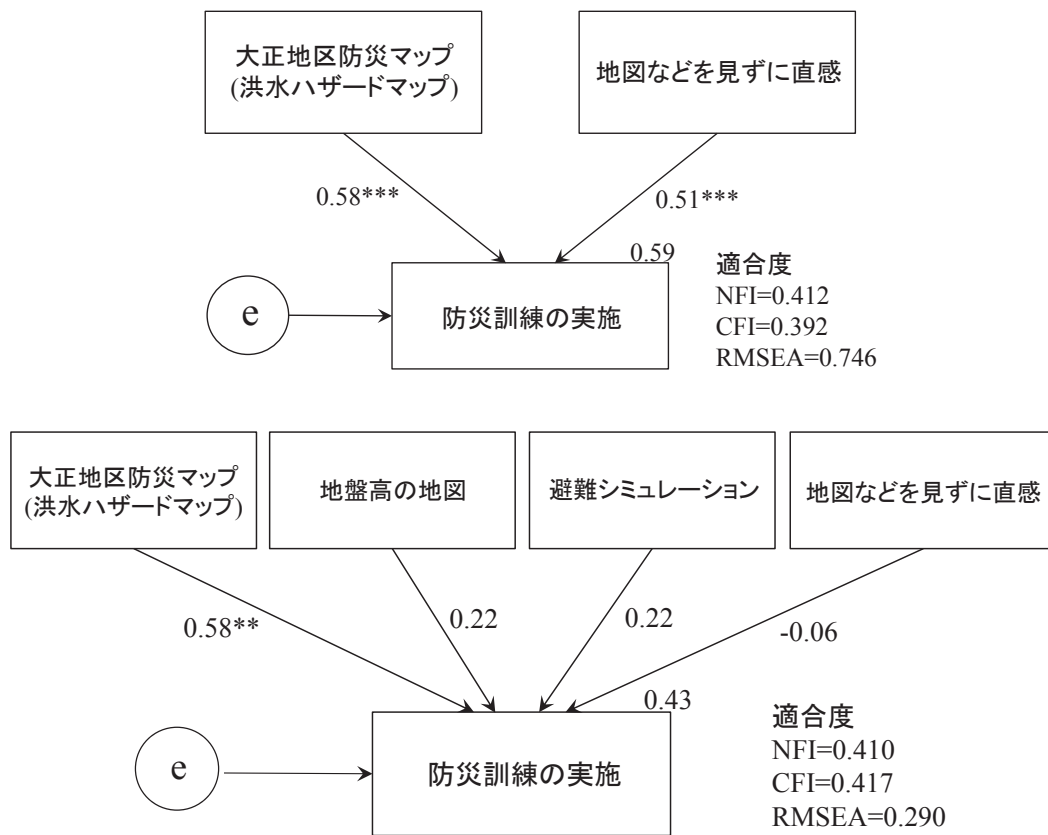 大正地区防災マップ
(洪水ハザードマップ)
地図などを見ずに直感
0.58***
0.51***
0.59
e
防災訓練の実施
適合度
NFI=0.412
CFI=0.392
RMSEA=0.746
大正地区防災マップ
(洪水ハザードマップ)
地盤高の地図
避難シミュレーション
地図などを見ずに直感
0.58**
0.22
0.22
-0.06
0.43
e
防災訓練の実施
適合度
NFI=0.410
CFI=0.417
RMSEA=0.290